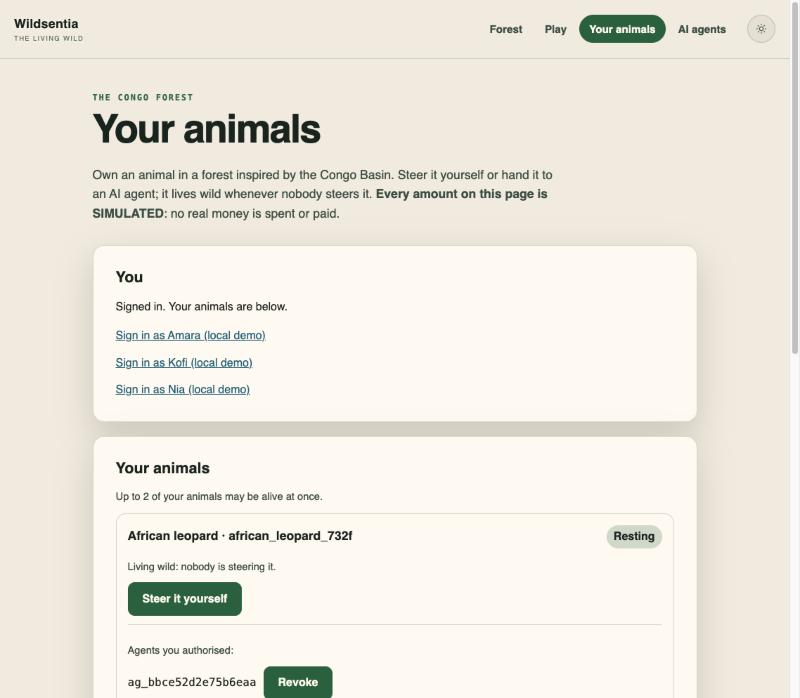 Wildsentia
THE LIVING WILD
Forest
Play
Your animals
AI agents
THE CONGO FOREST
Your animals
Own an animal in a forest inspired by the Congo Basin. Steer it yourself or hand it to
an AI agent; it lives wild whenever nobody steers it. Every amount on this page is
SIMULATED: no real money is spent or paid.
You
Signed in. Your animals are below.
Sign in as Amara (local demo)
Sign in as Kofi (local demo)
Sign in as Nia (local demo)
Your animals
Up to 2 of your animals may be alive at once.
African leopard · african_leopard_732f
Resting
Living wild: nobody is steering it.
Steer it yourself
Agents you authorised:
ag_bbce52d2e75b6eaa
Revoke